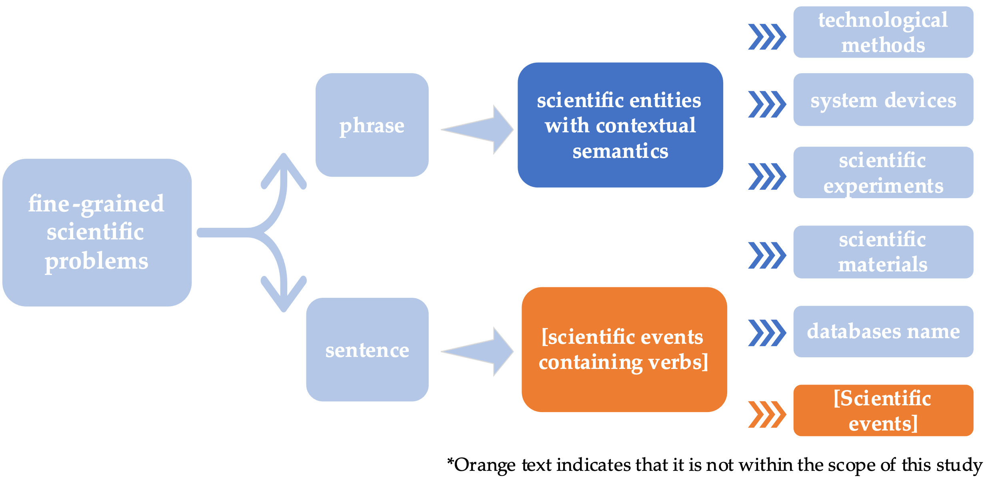 fine-grained
scientific
problems
phrase
sentence
scientific entities
with contextual
semantics
[scientific events
containing verbs]
technological
methods
system devices
scientific
experiments
scientific
materials
databases name
[Scientific
events]
*Orange text indicates that it is not within the scope of this study